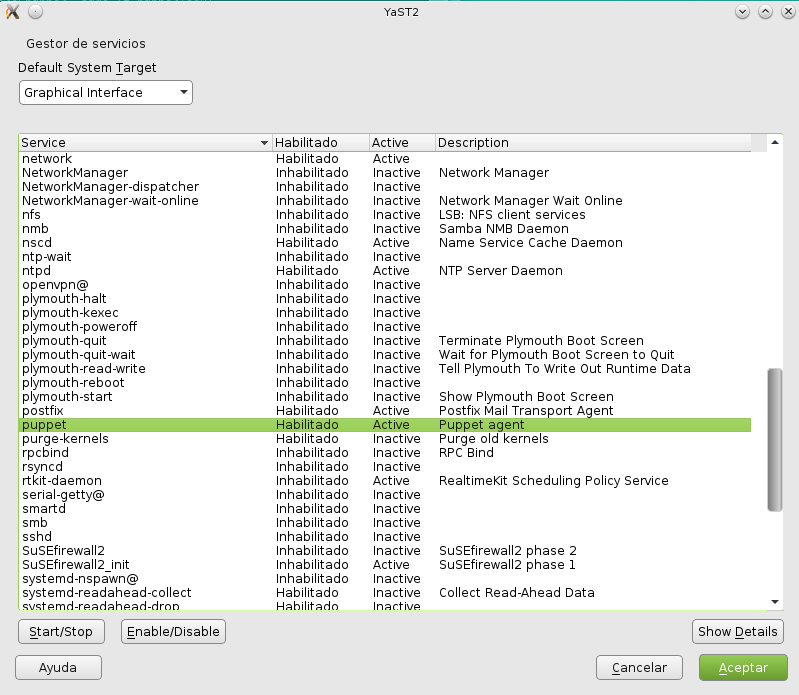 YaST2
Gestor de servicios
Default System Target
Graphical Interface
Service Habilitado Active Description
network Habilitado Active
NetworkManager Inhabilitado Inactive Network Manager
NetworkManager-dispatcher Inhabilitado Inactive
NetworkManager-wait-online Inhabilitado Inactive Network Manager Wait Online
nfs Inhabilitado Inactive LSB: NFS client services
nmb Inhabilitado Inactive Samba NMB Daemon
nscd Habilitado Active Name Service Cache Daemon
ntp-wait Inhabilitado Inactive
ntpd Habilitado Active NTP Server Daemon
openvpn@ Inhabilitado Inactive
plymouth-halt Inhabilitado Inactive
plymouth-kexec Inhabilitado Inactive
plymouth-poweroff Inhabilitado Inactive
plymouth-quit Inhabilitado Inactive Terminate Plymouth Boot Screen
plymouth-quit-wait Inhabilitado Inactive Wait for Plymouth Boot Screen to Quit
plymouth-read-write Inhabilitado Inactive Tell Plymouth To Write Out Runtime Data
plymouth-reboot Inhabilitado Inactive
plymouth-start Inhabilitado Inactive Show Plymouth Boot Screen
postfix Habilitado Active Postfix Mail Transport Agent
puppet Habilitado Active Puppet agent
purge-kernels Habilitado Inactive Purge old kernels
rpcbind Inhabilitado Inactive RPC Bind
rsyncd Inhabilitado Inactive
rtkit-daemon Inhabilitado Active RealtimeKit Scheduling Policy Service
serial-getty@ Inhabilitado Inactive
smartd Inhabilitado Inactive
smb Inhabilitado Inactive
sshd Inhabilitado Inactive
SuSEfirewall2 Inhabilitado Inactive SuSEfirewall2 phase 2
SuSEfirewall2_init Inhabilitado Active SuSEfirewall2 phase 1
systemd-nspawn@ Inhabilitado Inactive
systemd-readahead-collect Habilitado Inactive Collect Read-Ahead Data
systemd-readahead-drop Habilitado Inactive
Start/Stop Enable/Disable Show Details
Ayuda Cancelar Aceptar